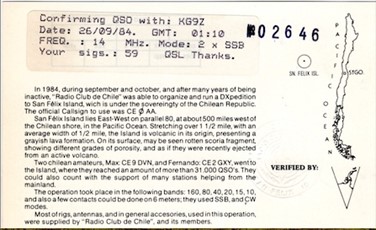 Confirming QSO with: KG9Z
Date: 26/09/84. GMT: 01:10
FREQ. : 14 MHz. Mode: 2 x SSB
Your sigs.: 59 QSL Thanks.
№ 02646
PACIFIC OCEAN
SN. FELIX ISL.
STGO.
In 1984, during september and october, and after many years of being
inactive, "Radio Club de Chile" was able to organize and run a DXpedition
to San Félix Island, wich is under the sovereingly of the Chilean Republic.
The official Callsign to use was CE Ø AA.
San Félix Island lies East-West on parallel 80, at about 500 miles west of
the Chilean shore, in the Pacific Ocean. Stretching over 1 1/2 mile, with an
average width of 1/2 mile, the Island is volcanic in its origin, presenting a
grayish lava formation. On its surface, may be seen rotten scoria fragment,
showing different grades of porosity, and as if they were recently ejected
from an active volcano.
Two chilean amateurs, Max: CE 9 DVN, and Fernando: CE 2 GXY, went to
the Island, where they reached an amount of more than 31.000 QSO's. They
could also count with the support of many stations helping from the
mainland.
The operation took place in the following bands: 160, 80, 40, 20, 15, 10,
and also a few contacts could be done on 6 meters; they used SSB, and CW
modes.
Most of rigs, antennas, and in general accesories, used in this operation,
were supplied by "Radio Club de Chile", and its members.
VERIFIED BY: